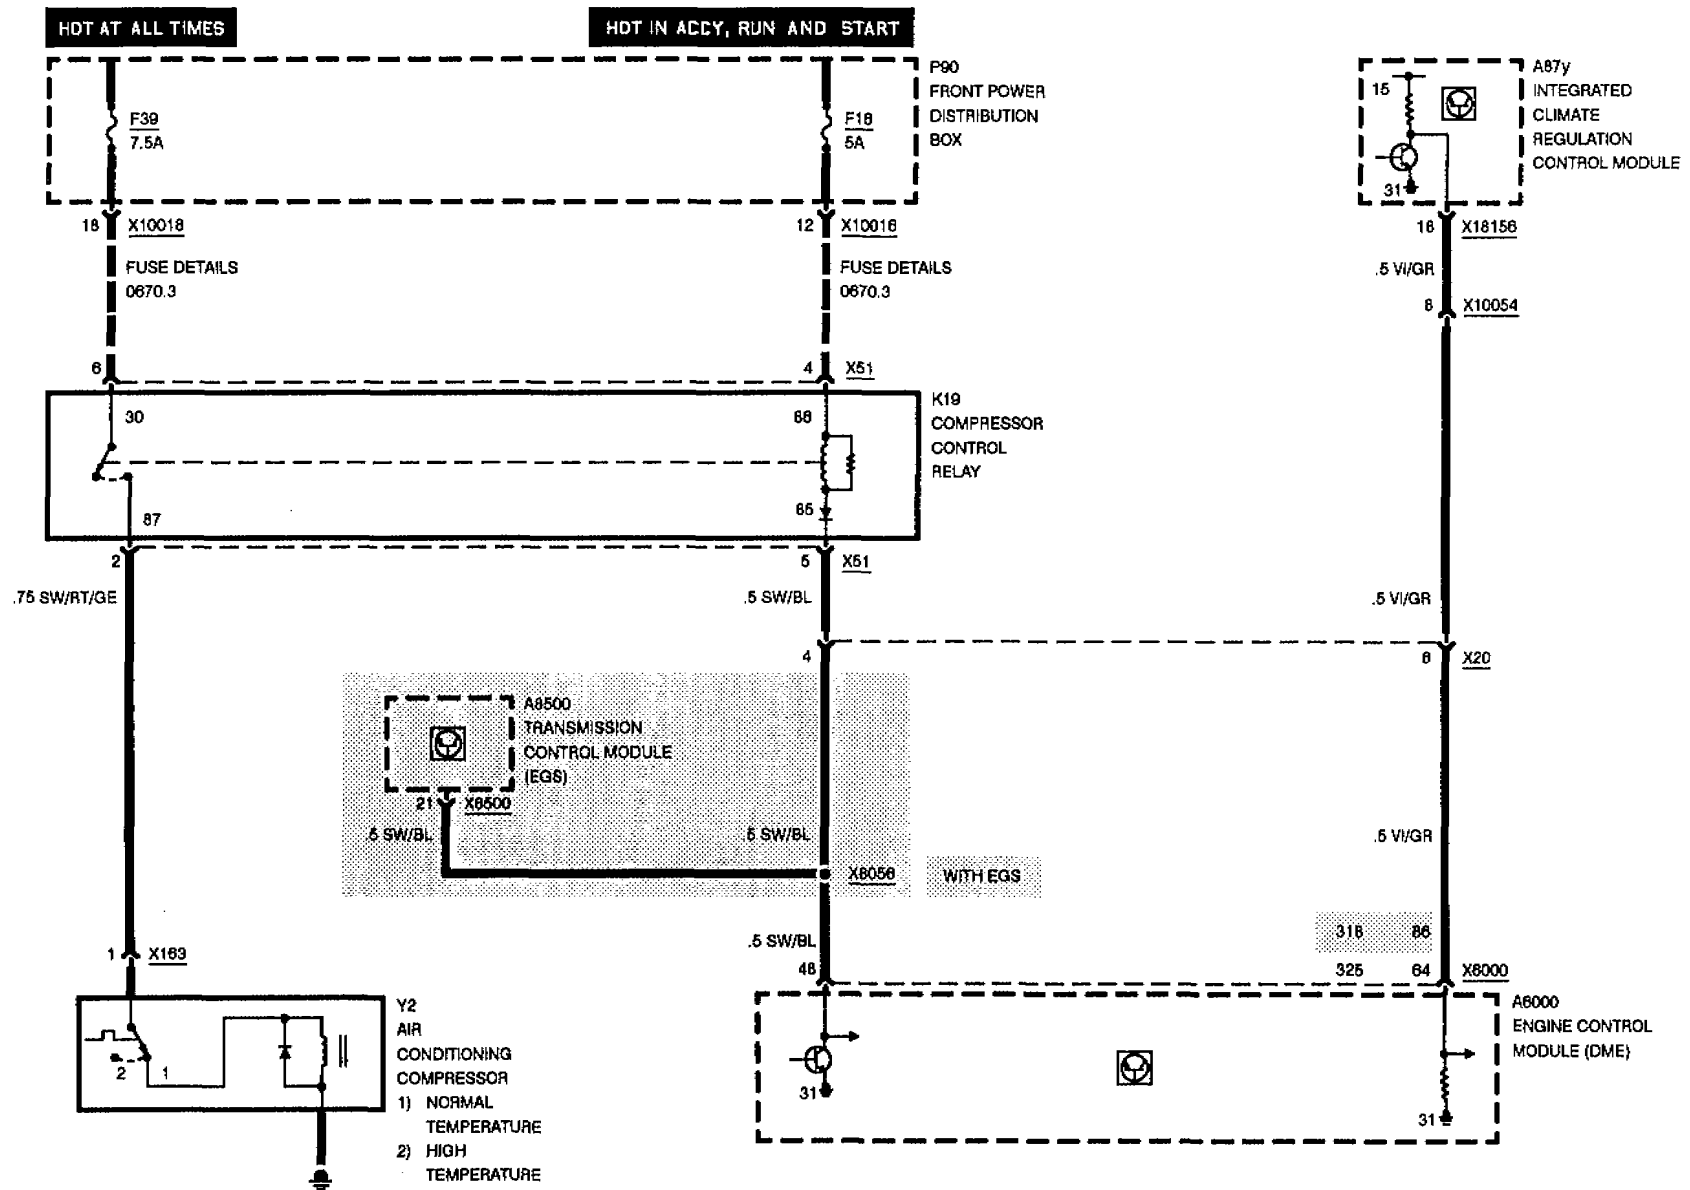 HOT AT ALL TIMES
HOT IN ACCY, RUN AND START
P90
FRONT POWER
DISTRIBUTION
BOX
F39
7.5A
F18
5A
A87y
INTEGRATED
CLIMATE
REGULATION
CONTROL MODULE
15
31
18 X10018
12 X10016
16 X18156
FUSE DETAILS
0670.3
FUSE DETAILS
0670.3
.5 VI/GR
8 X10054
6
4 X51
K19
COMPRESSOR
CONTROL
RELAY
30
86
85
87
2
5 X51
.75 SW/RT/GE
.5 SW/BL
.5 VI/GR
4
6 X20
A8500
TRANSMISSION
CONTROL MODULE
(EGS)
21 X8500
.5 SW/BL
.5 SW/BL
.5 VI/GR
X8056
WITH EGS
318 86
.5 SW/BL
1 X163
48
325 64 X6000
Y2
AIR
CONDITIONING
COMPRESSOR
1) NORMAL
TEMPERATURE
2) HIGH
TEMPERATURE
2 1
A6000
ENGINE CONTROL
MODULE (DME)
31
31